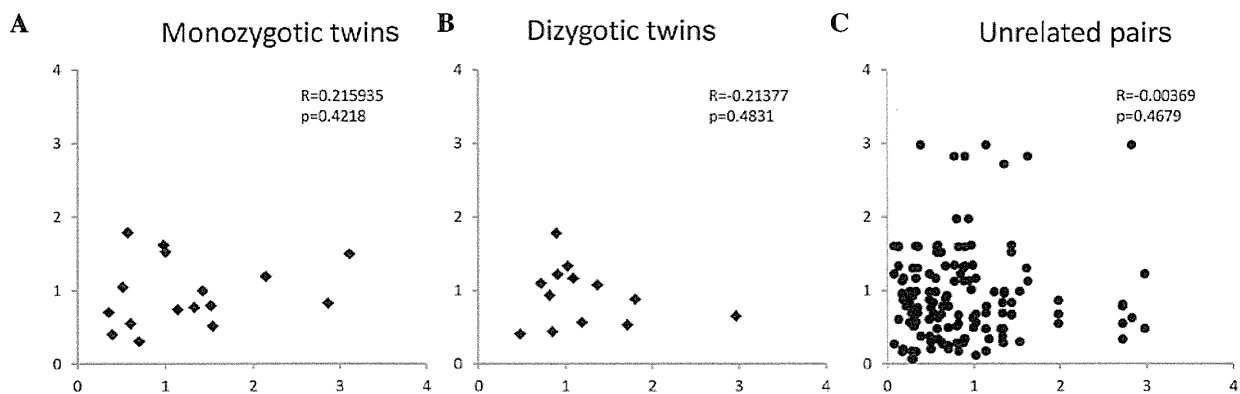 A Monozygotic twins
R=0.215935
p=0.4218
4
3
2
1
0
0 1 2 3 4
B Dizygotic twins
R=-0.21377
p=0.4831
4
3
2
1
0
0 1 2 3 4
C Unrelated pairs
R=-0.00369
p=0.4679
4
3
2
1
0
0 1 2 3 4